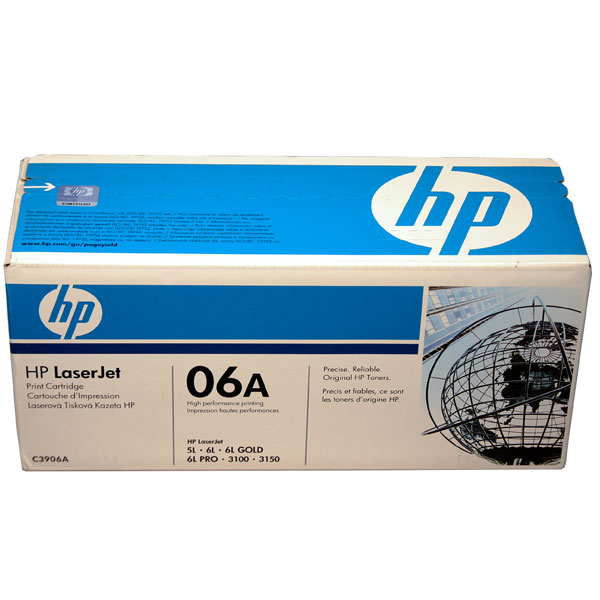 hp
hp
www.hp.com/go/pageyield
hp
HP LaserJet
Print Cartridge
Cartouche d'Impression
Laserová Tisková Kazeta HP
C3906A
06A
High performance printing
Impression hautes performances
HP LaserJet
5L · 6L · 6L GOLD
6L PRO · 3100 · 3150
Precise. Reliable.
Original HP Toners.
Précis et fiables, ce sont
les toners d'origine HP.